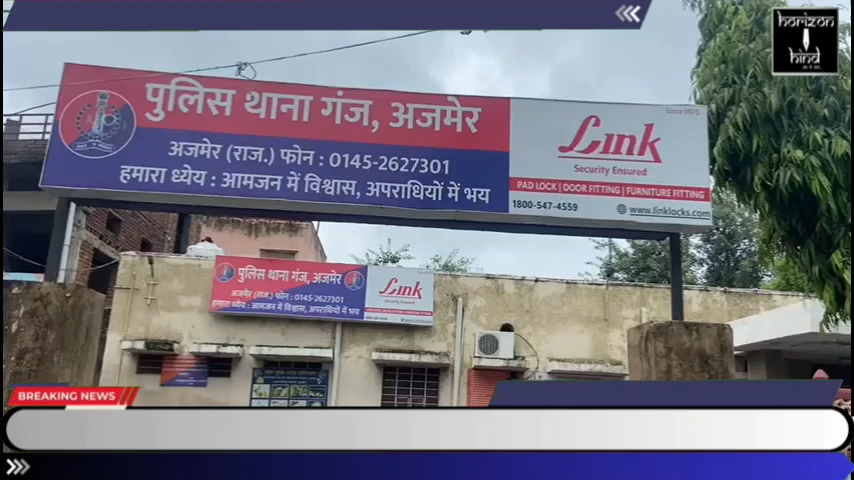 horizon
hind
पुलिस थाना गंज, अजमेर
अजमेर (राज.) फोन : 0145-2627301
हमारा ध्येय : आमजन में विश्वास, अपराधियों में भय
Since 1970
Link
Security Ensured
PAD LOCK | DOOR FITTING | FURNITURE FITTING
1800-547-4559
www.linklocks.com
पुलिस थाना गंज, अजमेर
अजमेर (राज.) फोन : 0145-2627301
हमारा ध्येय : आमजन में विश्वास, अपराधियों में भय
Link
Security Ensured
BREAKING NEWS